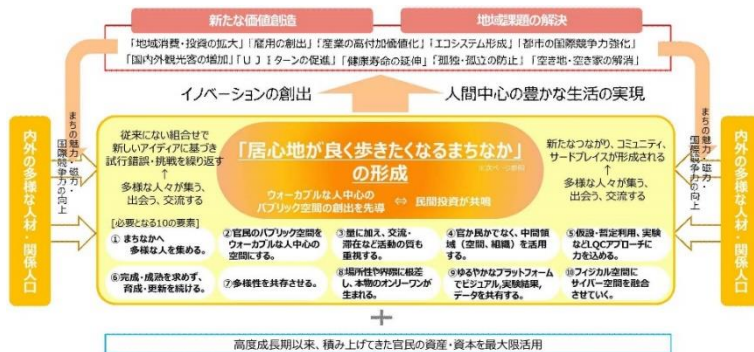 新たな価値創造
地域課題の解決
「地域消費・投資の拡大」「雇用の創出」「産業の高付加価値化」「エコシステム形成」「都市の国際競争力強化」
「国内外観光客の増加」「UJIターンの促進」「健康寿命の延伸」「孤独・孤立の防止」「空き地・空き家の解消」
イノベーションの創出
人間中心の豊かな生活の実現
まちの魅力・磁力・
国際競争力の向上
まちの魅力・磁力・
国際競争力の向上
内外の多様な人材・関係人口
内外の多様な人材・関係人口
従来にない組合せで
新しいアイディアに基づき
試行錯誤・挑戦を繰り返す
↑
多様な人々が集う、
出会う、交流する
「居心地が良く歩きたくなるまちなか」
の形成
ウォーカブルな人中心の
パブリック空間の創出を先導
⇔ 民間投資が共鳴
新たなつながり、コミュニティ、
サードプレイスが形成される
↑
多様な人々が集う、
出会う、交流する
[必要となる10の要素]
① まちなかへ
多様な人を集める。
②官民のパブリック空間を
ウォーカブルな人中心の
空間にする。
③量に加え、交流・
滞在など活動の質も
重視する。
④官か民かでなく、中間領
域（空間、組織）を活用す
る。
⑤仮設・暫定利用、実験
などLQCアプローチに
力を込める。
⑥完成・成熟を求めず、
育成・更新を続ける。
⑦多様性を共存させる。
⑧場所性や界隈に根差
し、本物のオンリーワンが
生まれる。
⑨ゆるやかなプラットフォーム
でビジュアル,実験結果,
データを共有する。
⑩フィジカル空間に
サイバー空間を融合
させていく。
+
高度成長期以来、積み上げてきた官民の資産・資本を最大限活用